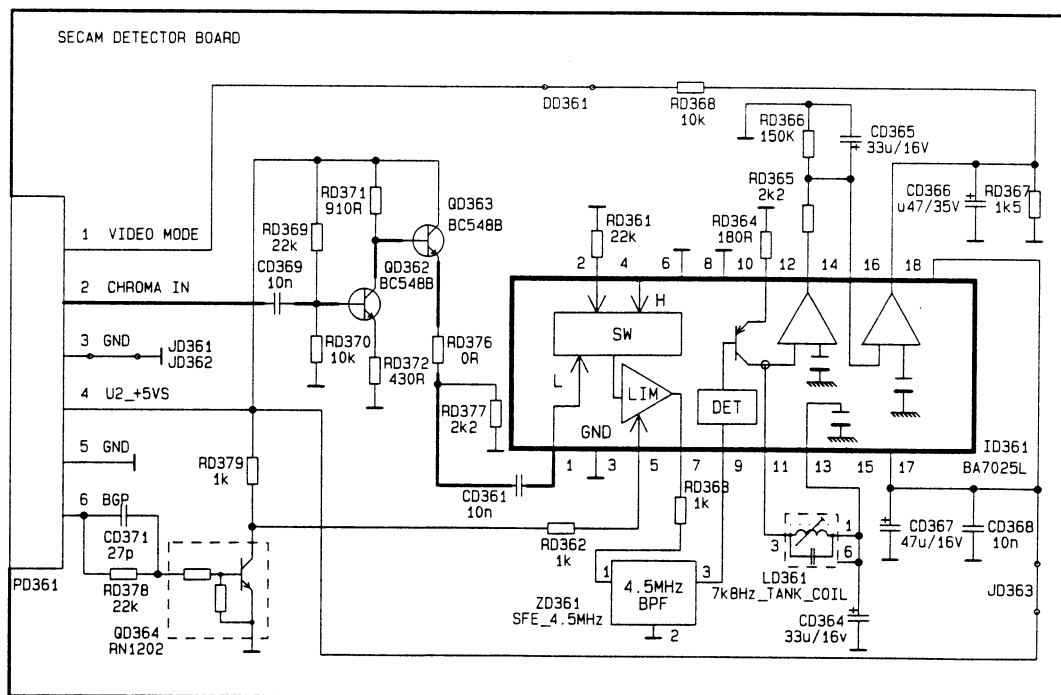 SECAM DETECTOR BOARD
DD361
RD368
10k
RD366
150K
CD365
33u/16V
RD371
910R
QD363
BC548B
RD365
2k2
CD366
u47/35V
RD367
1k5
RD369
22k
RD361
22k
RD364
180R
1 VIDEO MODE
CD369
10n
QD362
BC548B
2 4 6 8 10 12 14 16 18
2 CHROMA IN
H
SW
3 GND
JD361
JD362
RD370
10k
RD372
430R
RD376
0R
L
LIM
DET
4 U2_+5VS
RD377
2k2
GND
ID361
BA7025L
5 GND
RD379
1k
1 3 5 7 9 11 13 15 17
6 BGP
CD371
27p
CD361
10n
RD363
1k
RD362
1k
CD367
47u/16V
CD368
10n
3
1
6
PD361
RD378
22k
1
4.5MHz
BPF
3
2
LD361
7k8Hz_TANK_COIL
JD363
ZD361
SFE_4.5MHz
CD364
33u/16v
QD364
RN1202